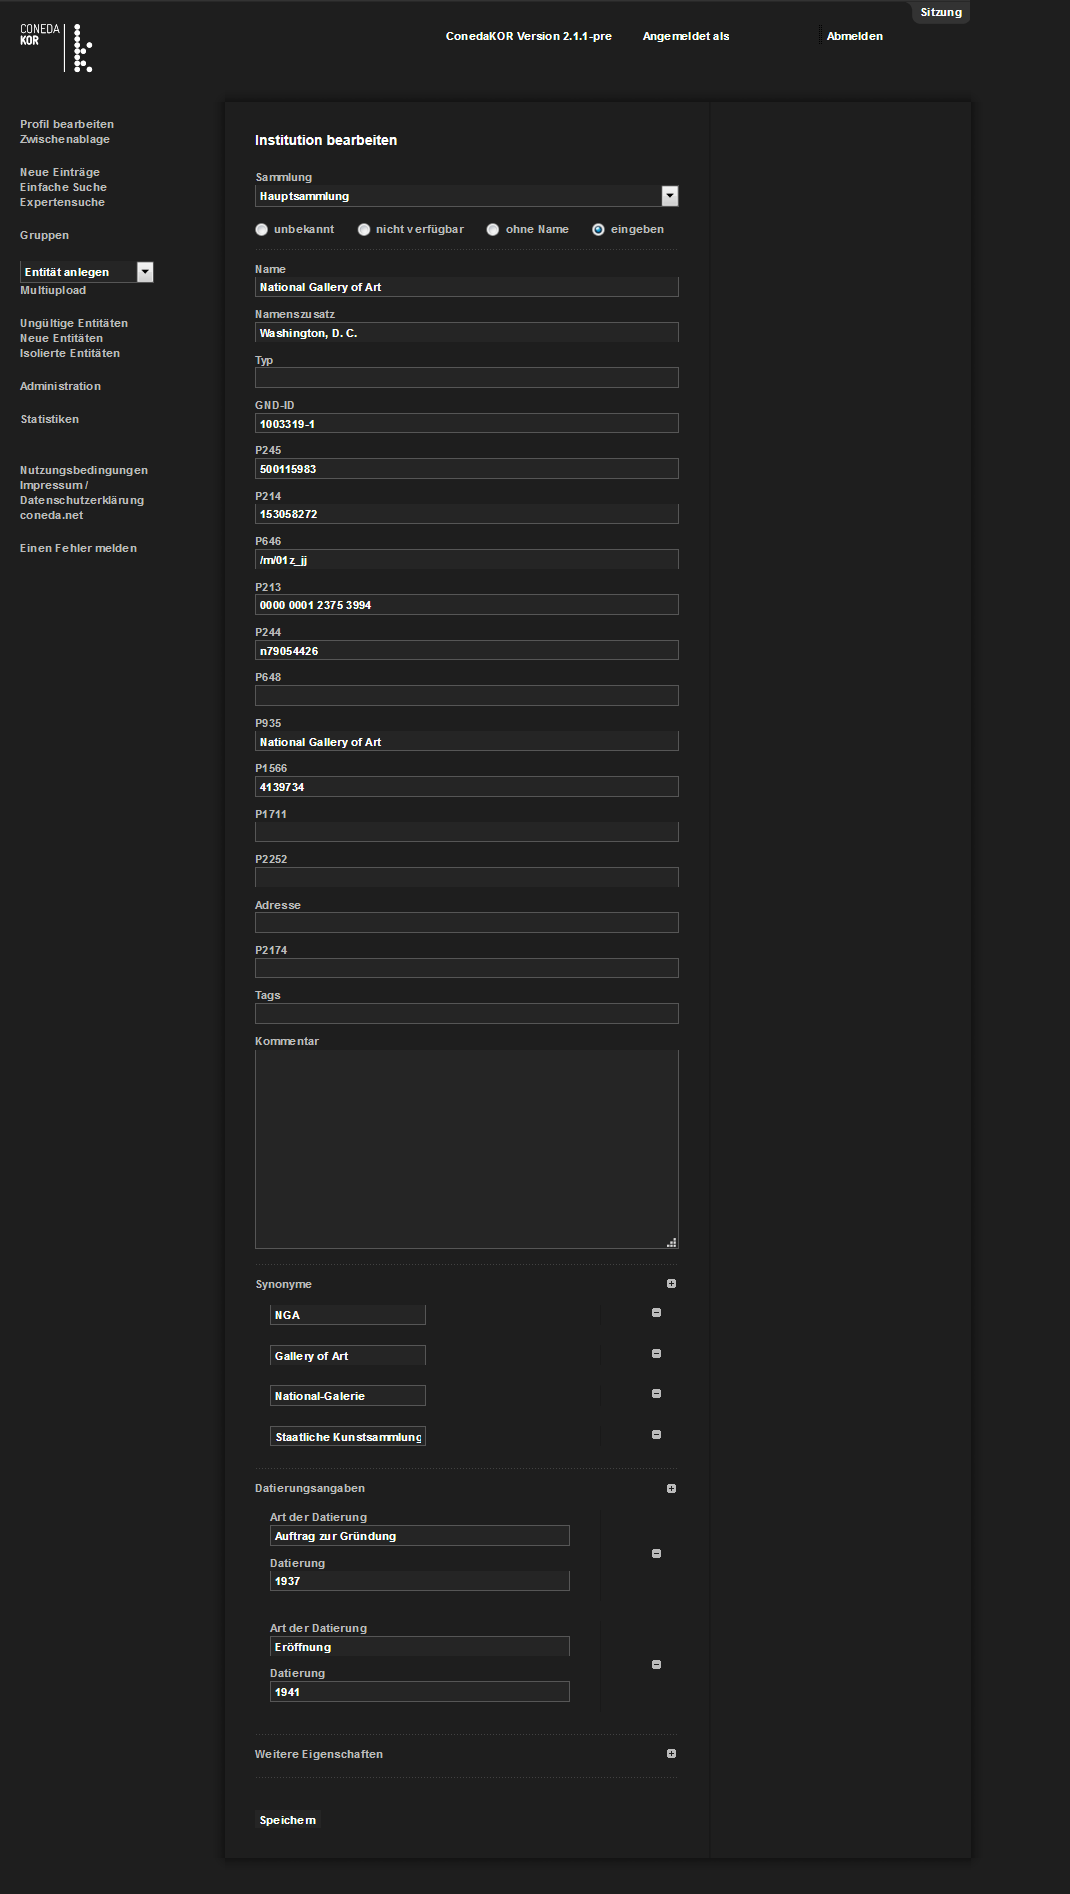 Sitzung
CONEDA
KOR
ConedaKOR Version 2.1.1-pre
Angemeldet als
Abmelden
Profil bearbeiten
Zwischenablage
Neue Einträge
Einfache Suche
Expertensuche
Gruppen
Entität anlegen
Multiupload
Ungültige Entitäten
Neue Entitäten
Isolierte Entitäten
Administration
Statistiken
Nutzungsbedingungen
Impressum /
Datenschutzerklärung
coneda.net
Einen Fehler melden
Institution bearbeiten
Sammlung
Hauptsammlung
unbekannt nicht verfügbar ohne Name eingeben
Name
National Gallery of Art
Namenszusatz
Washington, D. C.
Typ
GND-ID
1003319-1
P245
500115983
P214
153058272
P646
/m/01z_jj
P213
0000 0001 2375 3994
P244
n79054426
P648
P935
National Gallery of Art
P1566
4139734
P1711
P2252
Adresse
P2174
Tags
Kommentar
Synonyme
NGA
Gallery of Art
National-Galerie
Staatliche Kunstsammlung
Datierungsangaben
Art der Datierung
Auftrag zur Gründung
Datierung
1937
Art der Datierung
Eröffnung
Datierung
1941
Weitere Eigenschaften
Speichern